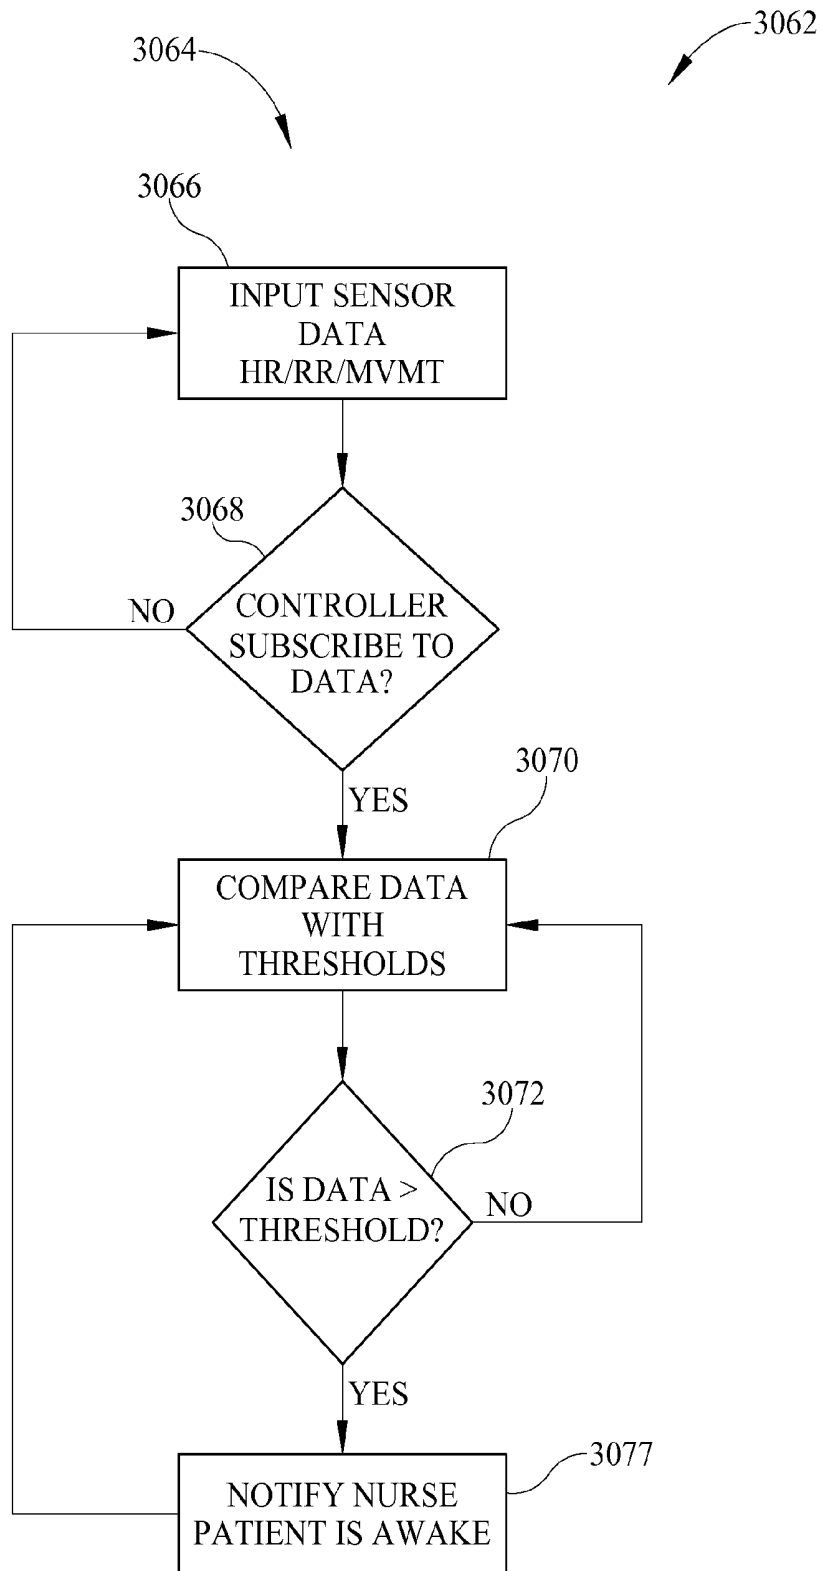 3062
3064
3066
INPUT SENSOR
DATA
HR/RR/MVMT
3068
CONTROLLER
SUBSCRIBE TO
DATA?
NO
YES
3070
COMPARE DATA
WITH
THRESHOLDS
3072
IS DATA >
THRESHOLD?
NO
YES
3077
NOTIFY NURSE
PATIENT IS AWAKE